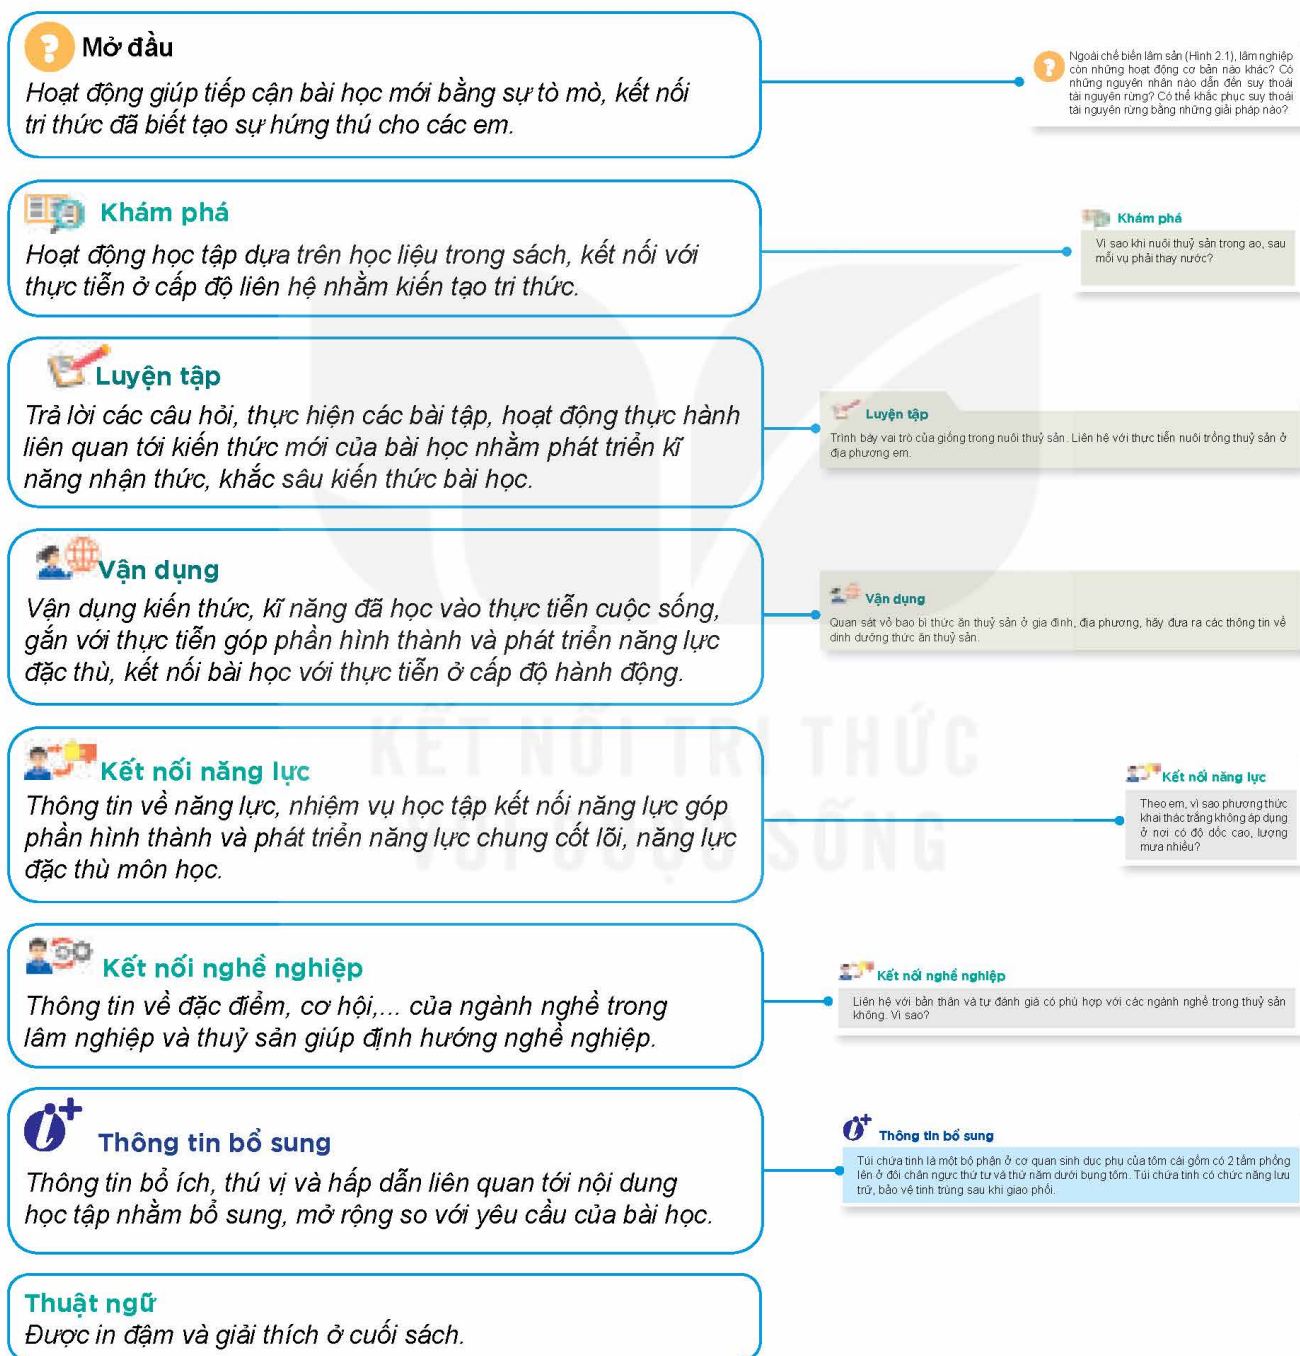 Mở đầu
Hoạt động giúp tiếp cận bài học mới bằng sự tò mò, kết nối
tri thức đã biết tạo sự hứng thú cho các em.
Ngoài chế biến lâm sản (Hình 2.1), lâm nghiệp
còn những hoạt động cơ bản nào khác? Có
những nguyên nhân nào dẫn đến suy thoái
tài nguyên rừng? Có thể khắc phục suy thoái
tài nguyên rừng bằng những giải pháp nào?
Khám phá
Hoạt động học tập dựa trên học liệu trong sách, kết nối với
thực tiễn ở cấp độ liên hệ nhằm kiến tạo tri thức.
Khám phá
Vì sao khi nuôi thuỷ sản trong ao, sau
mỗi vụ phải thay nước?
Luyện tập
Trả lời các câu hỏi, thực hiện các bài tập, hoạt động thực hành
liên quan tới kiến thức mới của bài học nhằm phát triển kĩ
năng nhận thức, khắc sâu kiến thức bài học.
Luyện tập
Trình bày vai trò của giống trong nuôi thuỷ sản. Liên hệ với thực tiễn nuôi trồng thuỷ sản ở
địa phương em.
Vận dụng
Vận dụng kiến thức, kĩ năng đã học vào thực tiễn cuộc sống,
gắn với thực tiễn góp phần hình thành và phát triển năng lực
đặc thù, kết nối bài học với thực tiễn ở cấp độ hành động.
Vận dụng
Quan sát vỏ bao bì thức ăn thuỷ sản ở gia đình, địa phương, hãy đưa ra các thông tin về
dinh dưỡng thức ăn thuỷ sản.
KẾT NỐI TRI THỨC
VỚI CUỘC SỐNG
Kết nối năng lực
Thông tin về năng lực, nhiệm vụ học tập kết nối năng lực góp
phần hình thành và phát triển năng lực chung cốt lõi, năng lực
đặc thù môn học.
Kết nối năng lực
Theo em, vì sao phương thức
khai thác trắng không áp dụng
ở nơi có độ dốc cao, lượng
mưa nhiều?
Kết nối nghề nghiệp
Thông tin về đặc điểm, cơ hội,... của ngành nghề trong
lâm nghiệp và thuỷ sản giúp định hướng nghề nghiệp.
Kết nối nghề nghiệp
Liên hệ với bản thân và tự đánh giá có phù hợp với các ngành nghề trong thuỷ sản
không. Vì sao?
Thông tin bổ sung
Thông tin bổ ích, thú vị và hấp dẫn liên quan tới nội dung
học tập nhằm bổ sung, mở rộng so với yêu cầu của bài học.
Thông tin bổ sung
Túi chứa tinh là một bộ phận ở cơ quan sinh dục phụ của tôm cái gồm có 2 tấm phồng
lên ở đôi chân ngực thứ tư và thứ năm dưới bụng tôm. Túi chứa tinh có chức năng lưu
trữ, bảo vệ tinh trùng sau khi giao phối.
Thuật ngữ
Được in đậm và giải thích ở cuối sách.